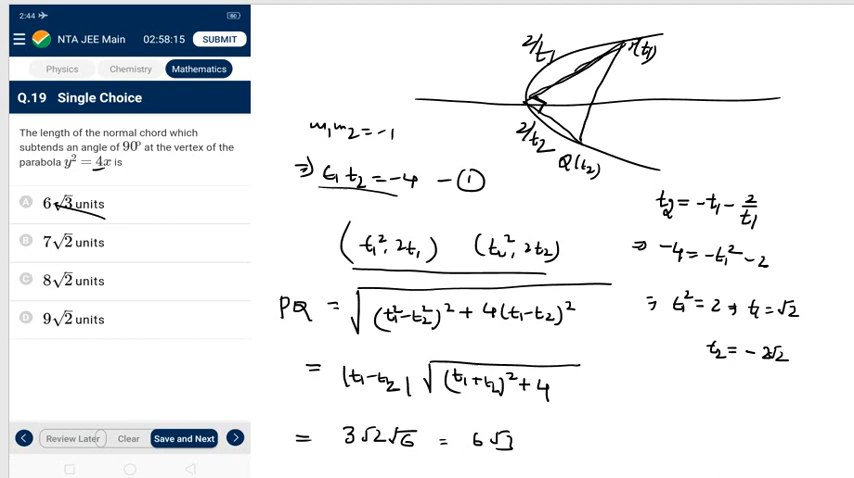 2:44
60
NTA JEE Main 02:58:15 SUBMIT
Physics Chemistry Mathematics
Q.19 Single Choice
The length of the normal chord which
subtends an angle of 90° at the vertex of the
parabola y² = 4x is
A 6√3 units
B 7√2 units
C 8√2 units
D 9√2 units
Review Later Clear Save and Next
2/t₁
P(t₁)
2/t₂
Q(t₂)
m₁m₂ = -1
⇒ t₁ t₂ = -4 - ①
(t₁², 2t₁) (t₂², 2t₂)
PQ = √((t₁²-t₂²)² + 4(t₁-t₂)²)
= |t₁-t₂| √((t₁+t₂)² + 4)
= 3√2√6 = 6√3
t₂ = -t₁ - 2/t₁
⇒ -4 = -t₁² - 2
⇒ t₁² = 2 ⇒ t₁ = √2
t₂ = -2√2